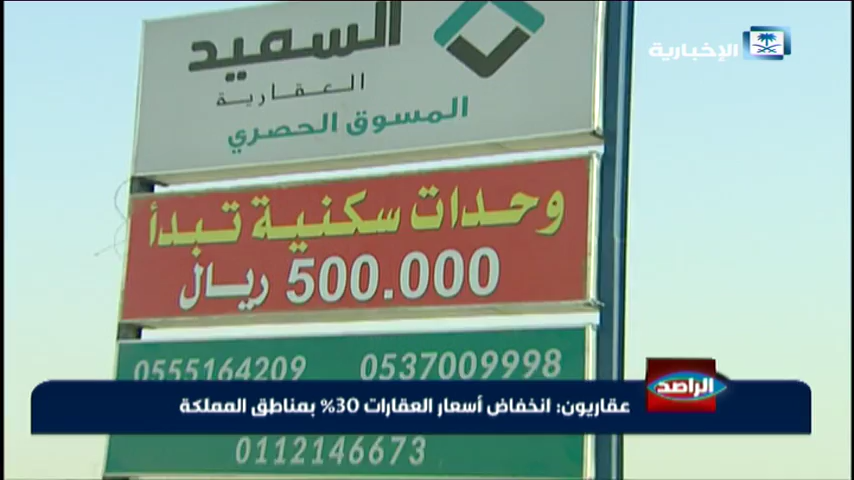 الإخبارية
السعيد
العقارية
المسوق الحصري
وحدات سكنية تبدأ
500.000 ريال
0555164209 0537009998
الراصد
عقاريون: انخفاض أسعار العقارات 30% بمناطق المملكة
0112146673